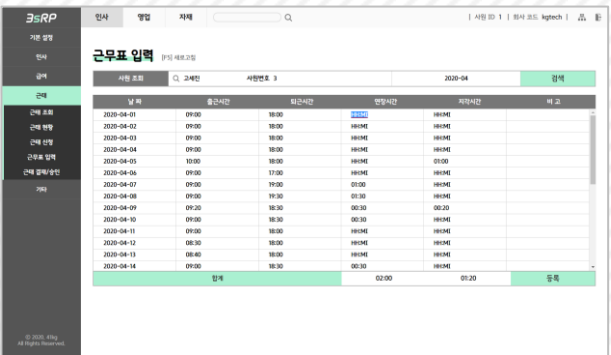 3sRP
인사 영업 자재
| 사원 ID 1 | 회사 코드 kgtech |
기본 설정
인사
급여
근태
근태 조회
근태 현황
근태 신청
근무표 입력
근태 결재/승인
기타
© 2020. 4Yig
All Rights Reserved.
근무표 입력 [F5] 새로고침
사원 조회 고세진 사원번호 3 2020-04 검색
날 짜 출근시간 퇴근시간 연장시간 지각시간 비 고
2020-04-01 09:00 18:00 HH:MI HH:MI
2020-04-02 09:00 18:00 HH:MI HH:MI
2020-04-03 09:00 18:00 HH:MI HH:MI
2020-04-04 09:00 18:00 HH:MI HH:MI
2020-04-05 10:00 18:00 HH:MI 01:00
2020-04-06 09:00 17:00 HH:MI HH:MI
2020-04-07 09:00 19:00 01:00 HH:MI
2020-04-08 09:00 19:30 01:30 HH:MI
2020-04-09 09:20 18:30 00:30 00:20
2020-04-10 09:00 18:30 00:30 HH:MI
2020-04-11 09:00 18:00 HH:MI HH:MI
2020-04-12 08:30 18:00 HH:MI HH:MI
2020-04-13 08:40 18:00 HH:MI HH:MI
2020-04-14 09:00 18:30 00:30 HH:MI
합계 02:00 01:20 등록